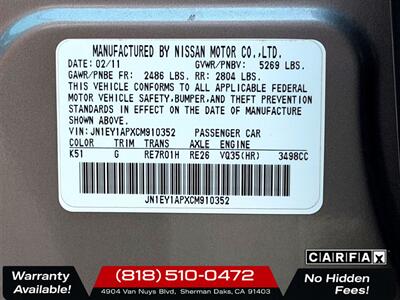 MANUFACTURED BY NISSAN MOTOR CO.,LTD.
DATE: 02/11 GVWR/PNBV: 5269 LBS.
GAWR/PNBE FR: 2486 LBS. RR: 2804 LBS.
THIS VEHICLE CONFORMS TO ALL APPLICABLE FEDERAL
MOTOR VEHICLE SAFETY, BUMPER, AND THEFT PREVENTION
STANDARDS IN EFFECT ON THE DATE OF MANUFACTURE
SHOWN ABOVE.
VIN: JN1EY1APXCM910352 PASSENGER CAR
COLOR TRIM TRANS AXLE ENGINE
K51 G RE7R01H RE26 VQ35(HR) 3498CC
JN1EY1APXCM910352
Warranty Available!
(818) 510-0472
4904 Van Nuys Blvd, Sherman Oaks, CA 91403
CARFAX
No Hidden Fees!